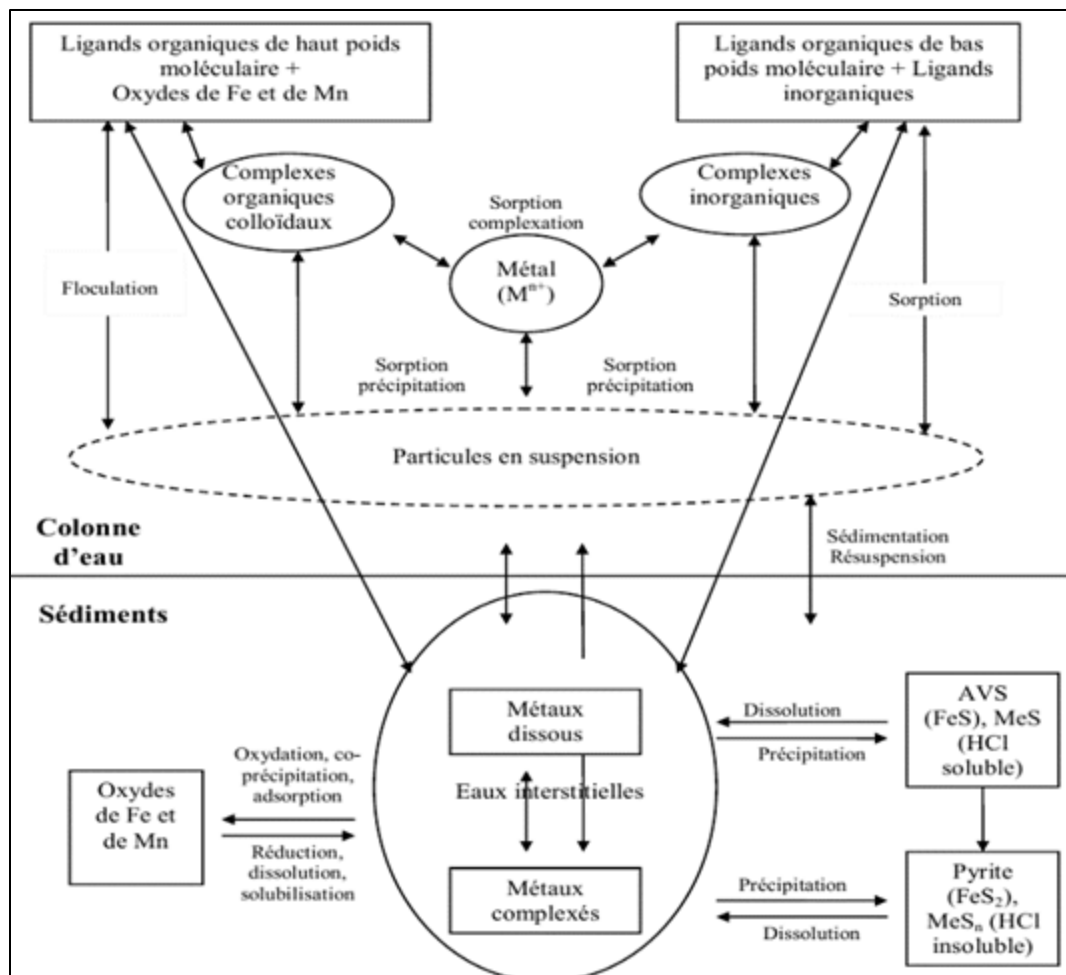 Ligands organiques de haut poids
moléculaire +
Oxydes de Fe et de Mn
Ligands organiques de bas
poids moléculaire + Ligands
inorganiques
Complexes
organiques
colloïdaux
Sorption
complexation
Complexes
inorganiques
Métal
(Mⁿ⁺)
Floculation
Sorption
Sorption
précipitation
Sorption
précipitation
Particules en suspension
Colonne
d'eau
Sédimentation
Résuspension
Sédiments
Métaux
dissous
Eaux interstitielles
Métaux
complexés
Oxydes
de Fe et
de Mn
Oxydation, co-
précipitation,
adsorption
Réduction,
dissolution,
solubilisation
Dissolution
Précipitation
AVS
(FeS), MeS
(HCl
soluble)
Précipitation
Dissolution
Pyrite
(FeS₂),
MeSₙ (HCl
insoluble)